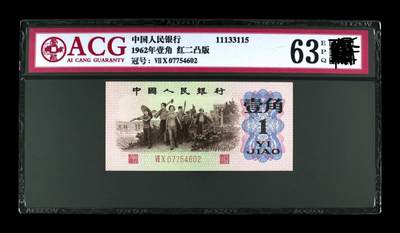 ACG
AI CANG GUARANTY
中国人民银行
11133115
1962年壹角 红二凸版
冠号: VII X 07754602
63
EPQ
中国人民银行
壹角
1
YI
JIAO
VII X 07754602